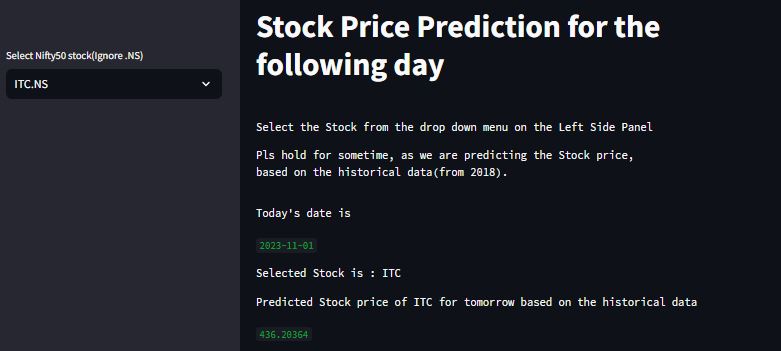 Select Nifty50 stock(Ignore .NS)
ITC.NS
Stock Price Prediction for the
following day
Select the Stock from the drop down menu on the Left Side Panel
Pls hold for sometime, as we are predicting the Stock price,
based on the historical data(from 2018).
Today's date is
2023-11-01
Selected Stock is : ITC
Predicted Stock price of ITC for tomorrow based on the historical data
436.20364